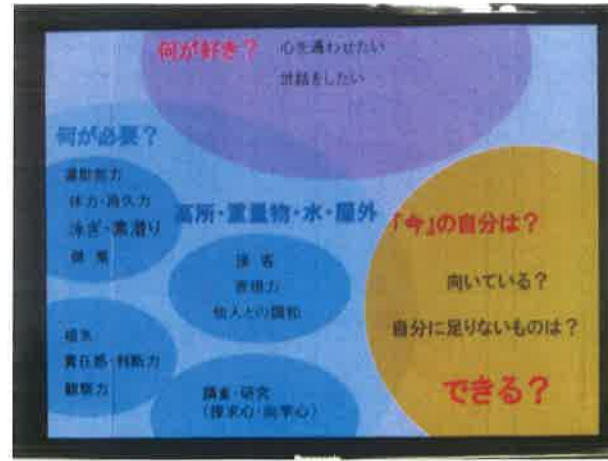 何が好き？ 心を通わせたい
世話をしたい
何が必要？
運動能力
体力・持久力
泳ぎ・素潜り
健康
高所・重量物・水・屋外
接客
表現力
他人との調和
責任感・判断力
観察力
調査・研究
(探求心・向学心)
「今」の自分は？
向いている？
自分に足りないものは？
できる？